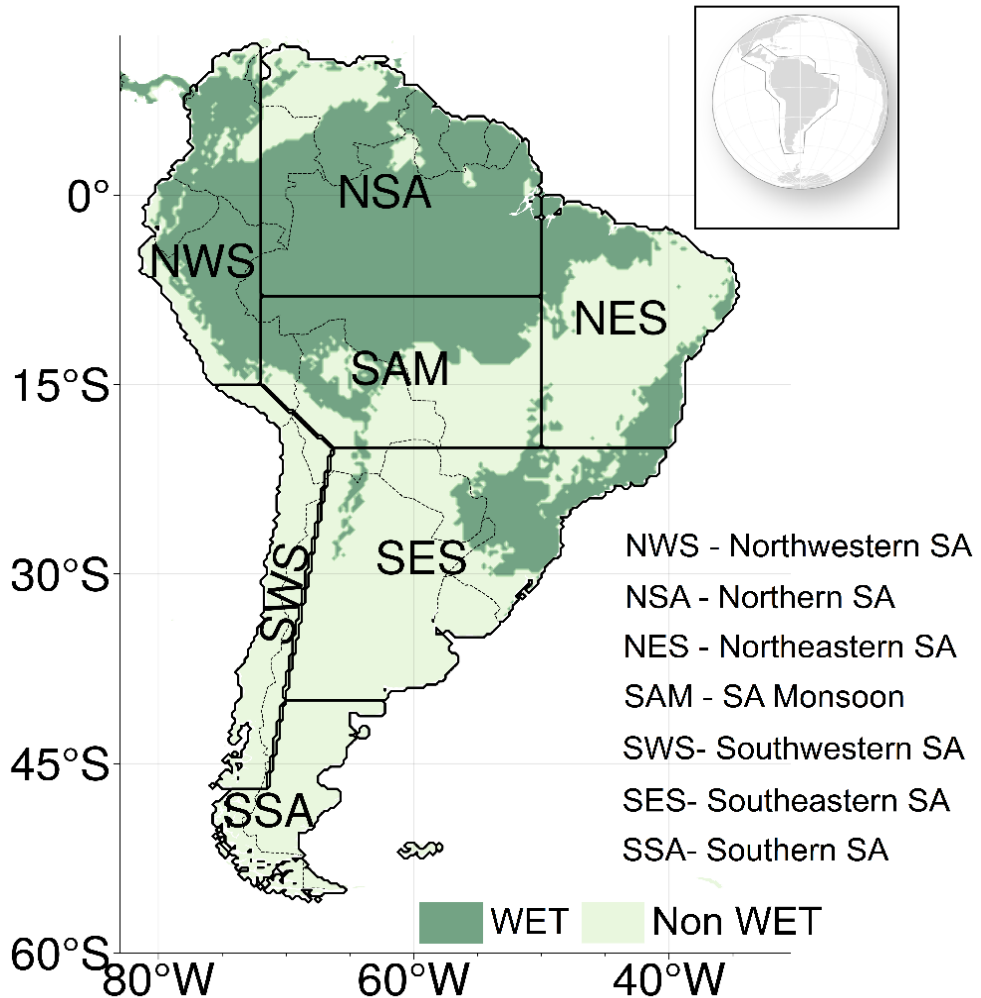 0°
NSA
NWS
NES
SAM
15°S
SWS
SES
30°S
NWS - Northwestern SA
NSA - Northern SA
NES - Northeastern SA
SAM - SA Monsoon
SWS- Southwestern SA
SES- Southeastern SA
SSA- Southern SA
45°S
SSA
WET Non WET
60°S
80°W 60°W 40°W